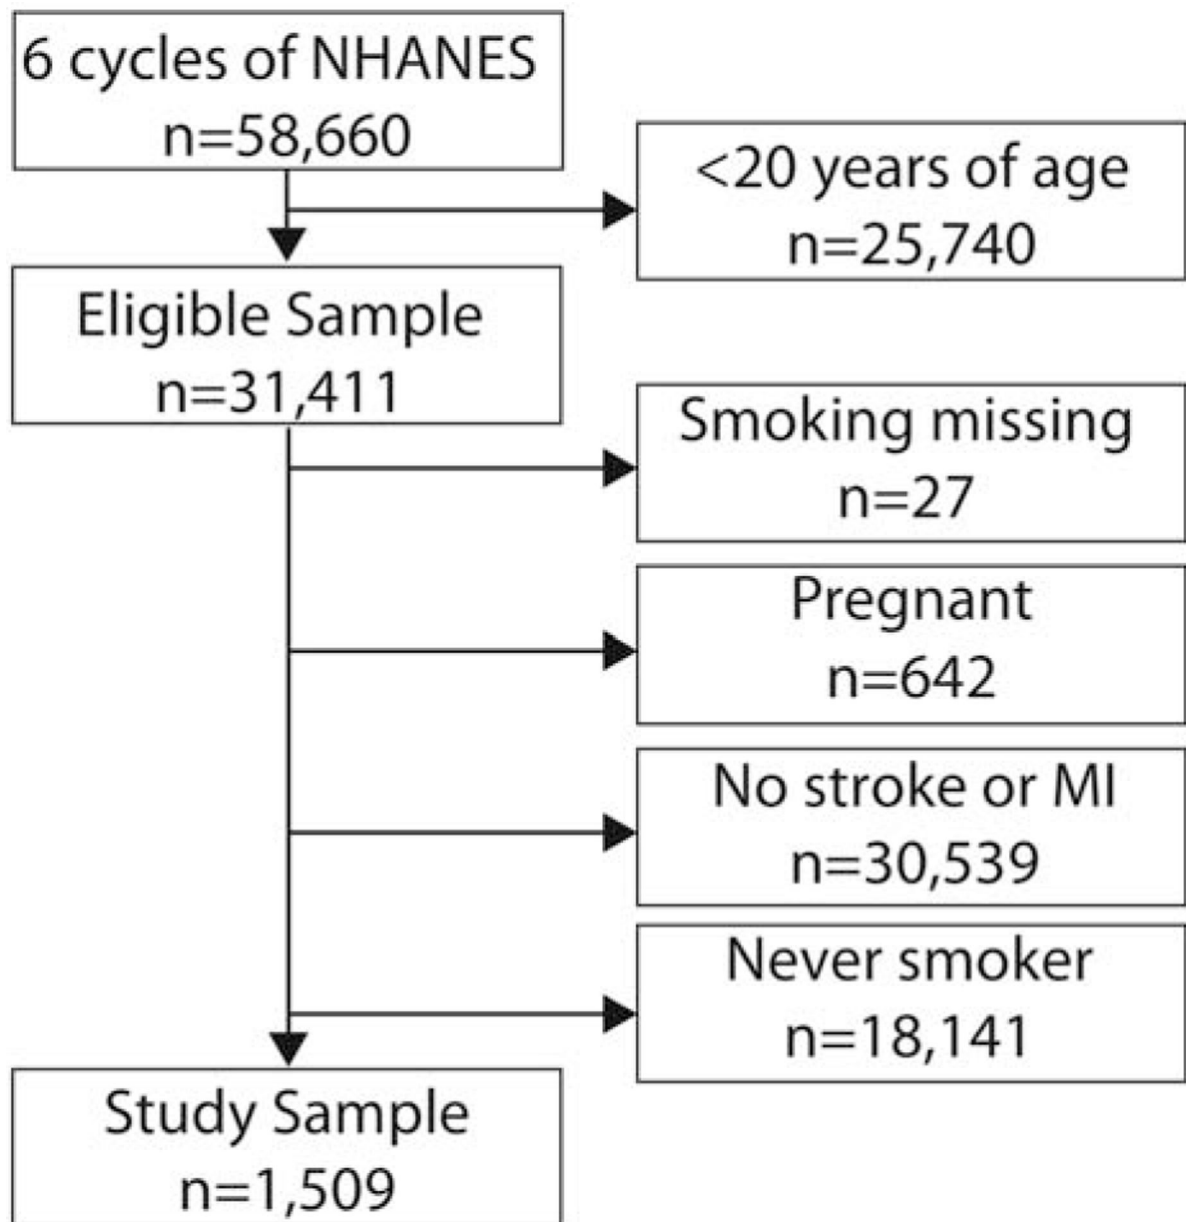 6 cycles of NHANES
n=58,660
<20 years of age
n=25,740
Eligible Sample
n=31,411
Smoking missing
n=27
Pregnant
n=642
No stroke or MI
n=30,539
Never smoker
n=18,141
Study Sample
n=1,509